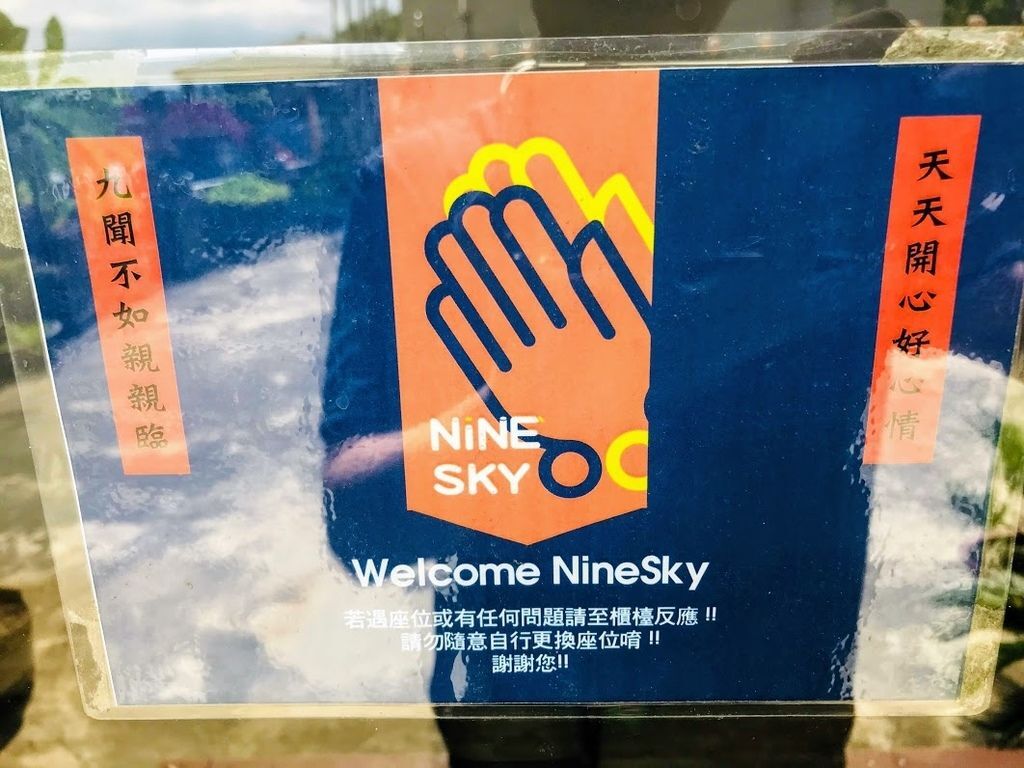 九聞不如親親臨
天天開心好心情
NiNE
SKY
Welcome NineSky
若遇座位或有任何問題請至櫃檯反應!!
請勿隨意自行更換座位唷!!
謝謝您!!